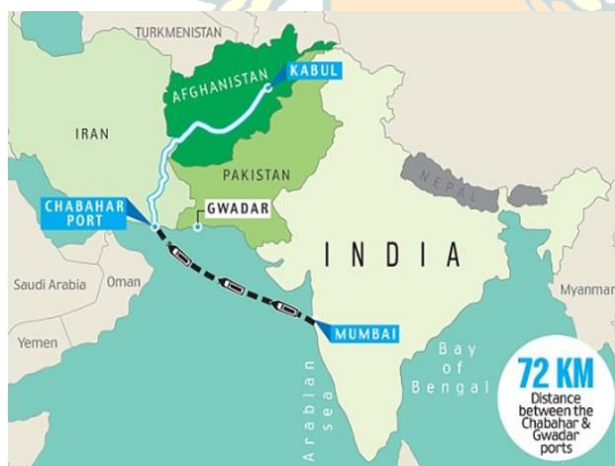 TURKMENISTAN
AFGHANISTAN
KABUL
IRAN
PAKISTAN
CHABAHAR
PORT
GWADAR
NEPAL
INDIA
Saudi Arabia
Oman
Myanmar
Yemen
MUMBAI
Arabian
sea
Bay
of
Bengal
72 KM
Distance
between the
Chabahar &
Gwadar
ports